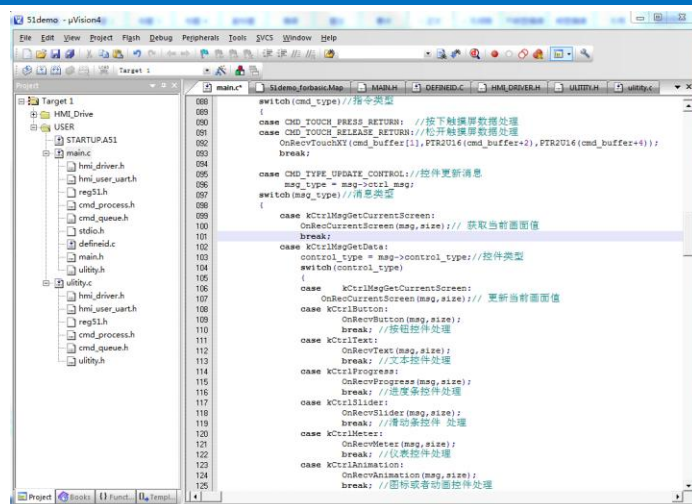 51demo - µVision4
File Edit View Project Flash Debug Peripherals Tools SVCS Window Help
Target 1
Project
main.c* 51demo_forbasic.Map MAIN.H DEFINEID.C HMI_DRIVER.H ULITITY.H ulitity.c
Target 1
HMI_Drive
USER
STARTUP.A51
main.c
hmi_driver.h
hmi_user_uart.h
reg51.h
cmd_process.h
cmd_queue.h
stdio.h
defineid.c
main.h
ulitity.h
ulitity.c
hmi_driver.h
hmi_user_uart.h
reg51.h
cmd_process.h
cmd_queue.h
ulitity.h
088 switch(cmd_type)//指令类型
089 {
090 case CMD_TOUCH_PRESS_RETURN: //按下触摸屏数据处理
091 case CMD_TOUCH_RELEASE_RETURN://松开触摸屏数据处理
092 OnRecvTouchXY(cmd_buffer[1],PTR2U16(cmd_buffer+2),PTR2U16(cmd_buffer+4));
093 break;
094
095 case CMD_TYPE_UPDATE_CONTROL://控件更新消息
096 msg_type = msg->ctrl_msg;
097 switch(msg_type)//消息类型
098 {
099 case kCtrlMsgGetCurrentScreen:
100 OnRecCurrentScreen(msg,size);// 获取当前画面值
101 break;
102 case kCtrlMsgGetData:
103 control_type = msg->control_type;//控件类型
104 switch(control_type)
105 {
106 case kCtrlMsgGetCurrentScreen:
107 OnRecCurrentScreen(msg,size);// 更新当前画面值
108 case kCtrlButton:
109 OnRecvButton(msg,size);
110 break; //按钮控件处理
111 case kCtrlText:
112 OnRecvText(msg,size);
113 break; //文本控件处理
114 case kCtrlProgress:
115 OnRecvProgress(msg,size);
116 break; //进度条控件处理
117 case kCtrlSlider:
118 OnRecvSlider(msg,size);
119 break; //滑动条控件 处理
120 case kCtrlMeter:
121 OnRecvMeter(msg,size);
122 break; //仪表控件处理
123 case kCtrlAnimation:
124 OnRecvAnimation(msg,size);
125 break; //图标或者动画控件处理
Project Books {} Funct... Templ...